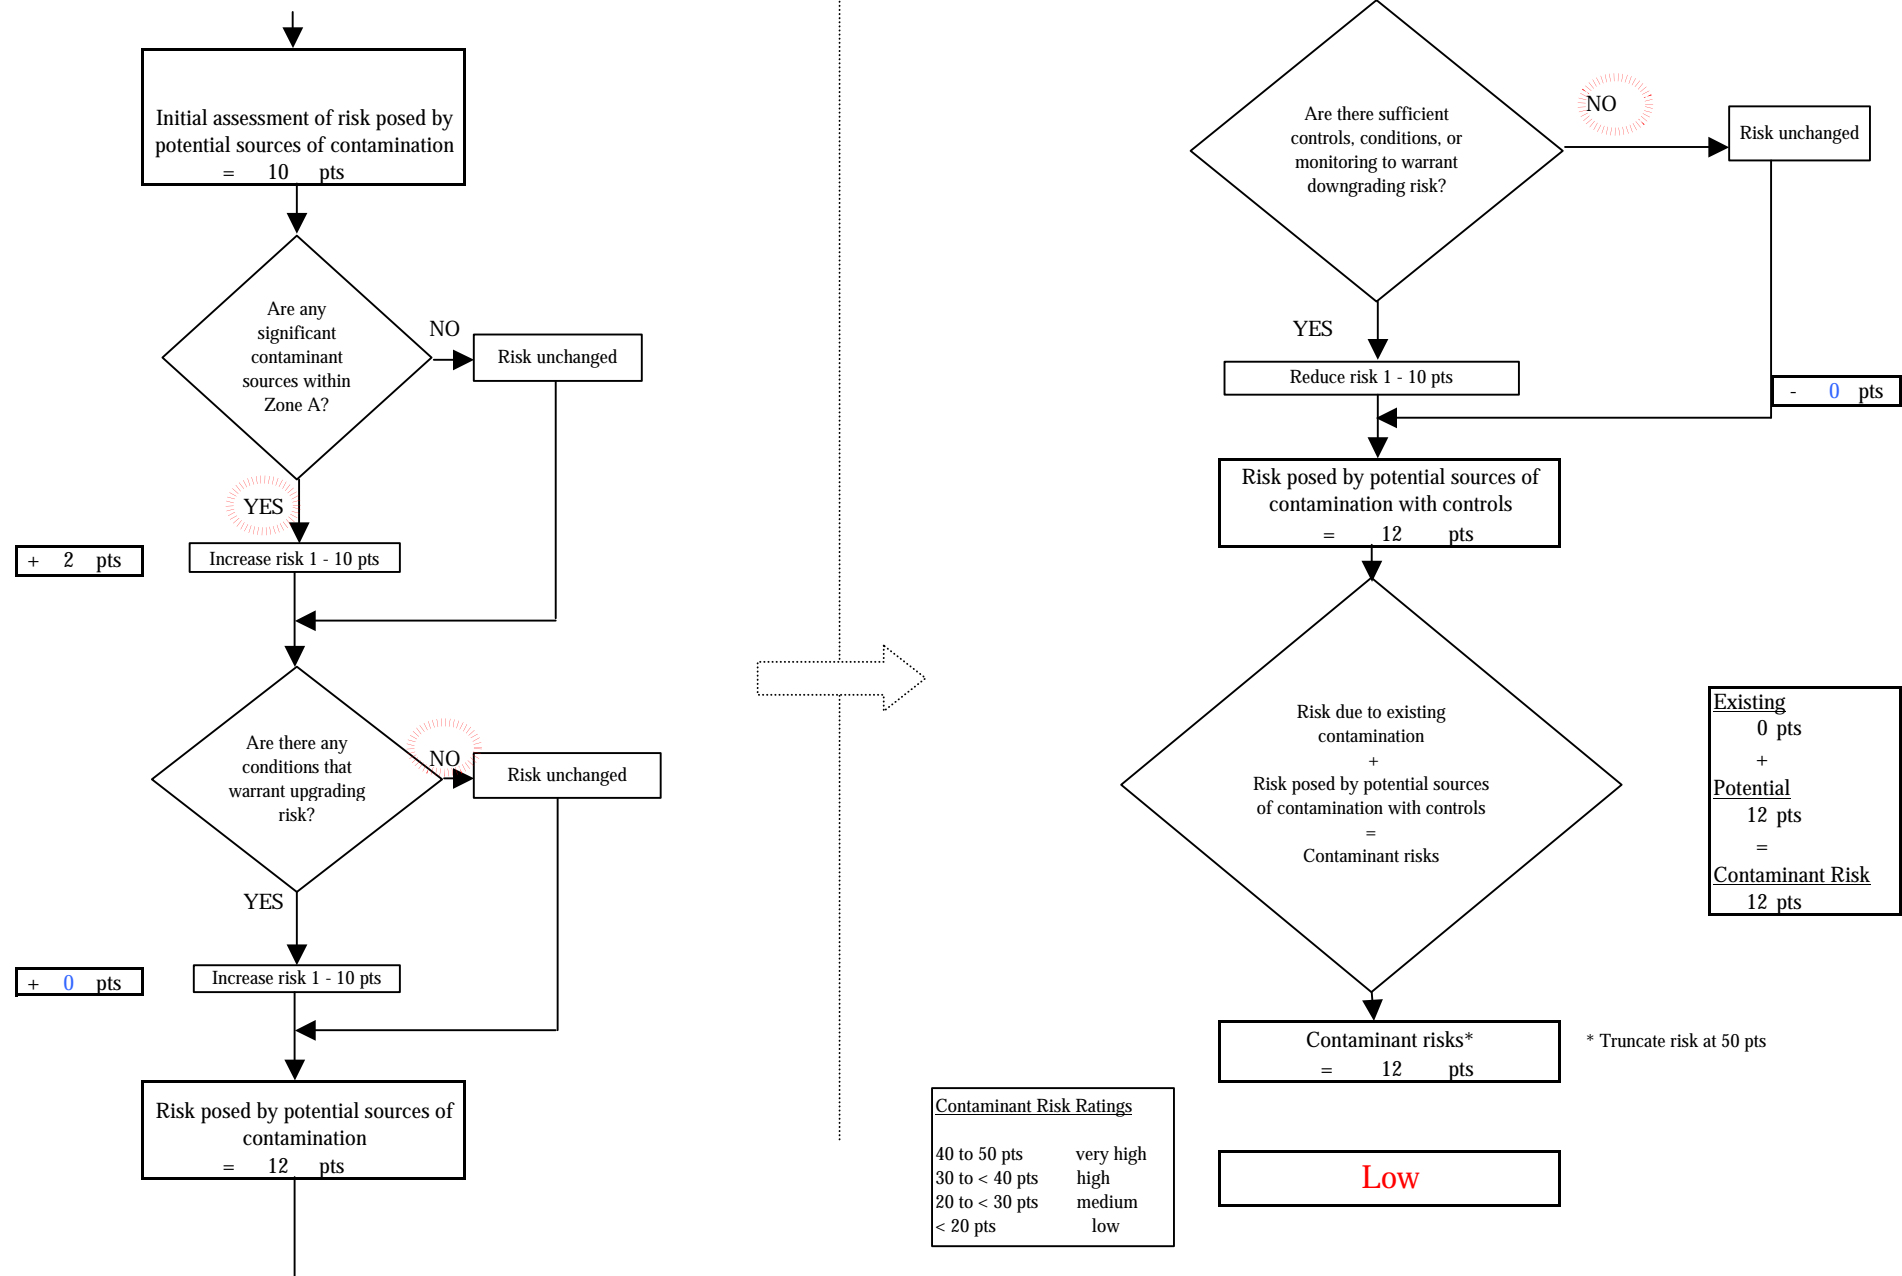 Initial assessment of risk posed by
potential sources of contamination
= 10 pts
Are any
significant
contaminant
sources within
Zone A?
NO
Risk unchanged
YES
+ 2 pts
Increase risk 1 - 10 pts
Are there any
conditions that
warrant upgrading
risk?
NO
Risk unchanged
YES
+ 0 pts
Increase risk 1 - 10 pts
Risk posed by potential sources of
contamination
= 12 pts
Are there sufficient
controls, conditions, or
monitoring to warrant
downgrading risk?
NO
Risk unchanged
YES
Reduce risk 1 - 10 pts
- 0 pts
Risk posed by potential sources of
contamination with controls
= 12 pts
Risk due to existing
contamination
+
Risk posed by potential sources
of contamination with controls
=
Contaminant risks
Existing
0 pts
+
Potential
12 pts
=
Contaminant Risk
12 pts
Contaminant risks*
= 12 pts
* Truncate risk at 50 pts
Contaminant Risk Ratings
40 to 50 pts very high
30 to < 40 pts high
20 to < 30 pts medium
< 20 pts low
Low